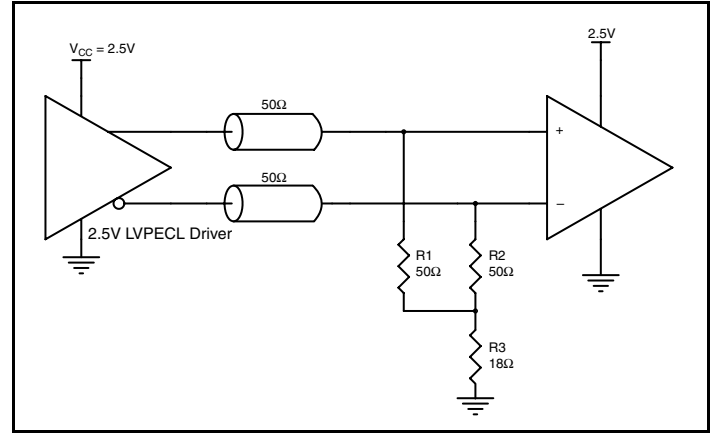 V_CC = 2.5V
2.5V
50Ω
+
50Ω
–
2.5V LVPECL Driver
R1
50Ω
R2
50Ω
R3
18Ω